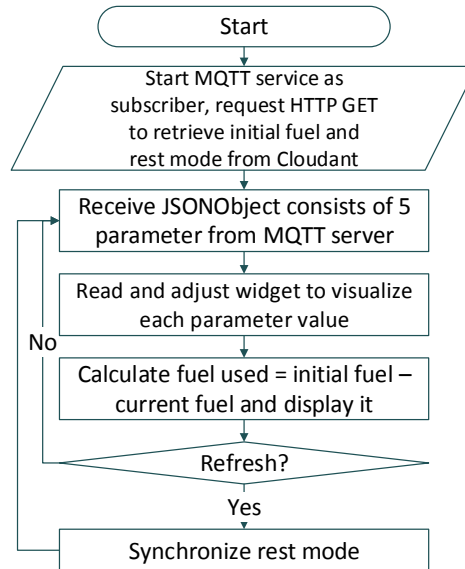 Start
Start MQTT service as
subscriber, request HTTP GET
to retrieve initial fuel and
rest mode from Cloudant
Receive JSONObject consists of 5
parameter from MQTT server
Read and adjust widget to visualize
each parameter value
No
Calculate fuel used = initial fuel –
current fuel and display it
Refresh?
Yes
Synchronize rest mode